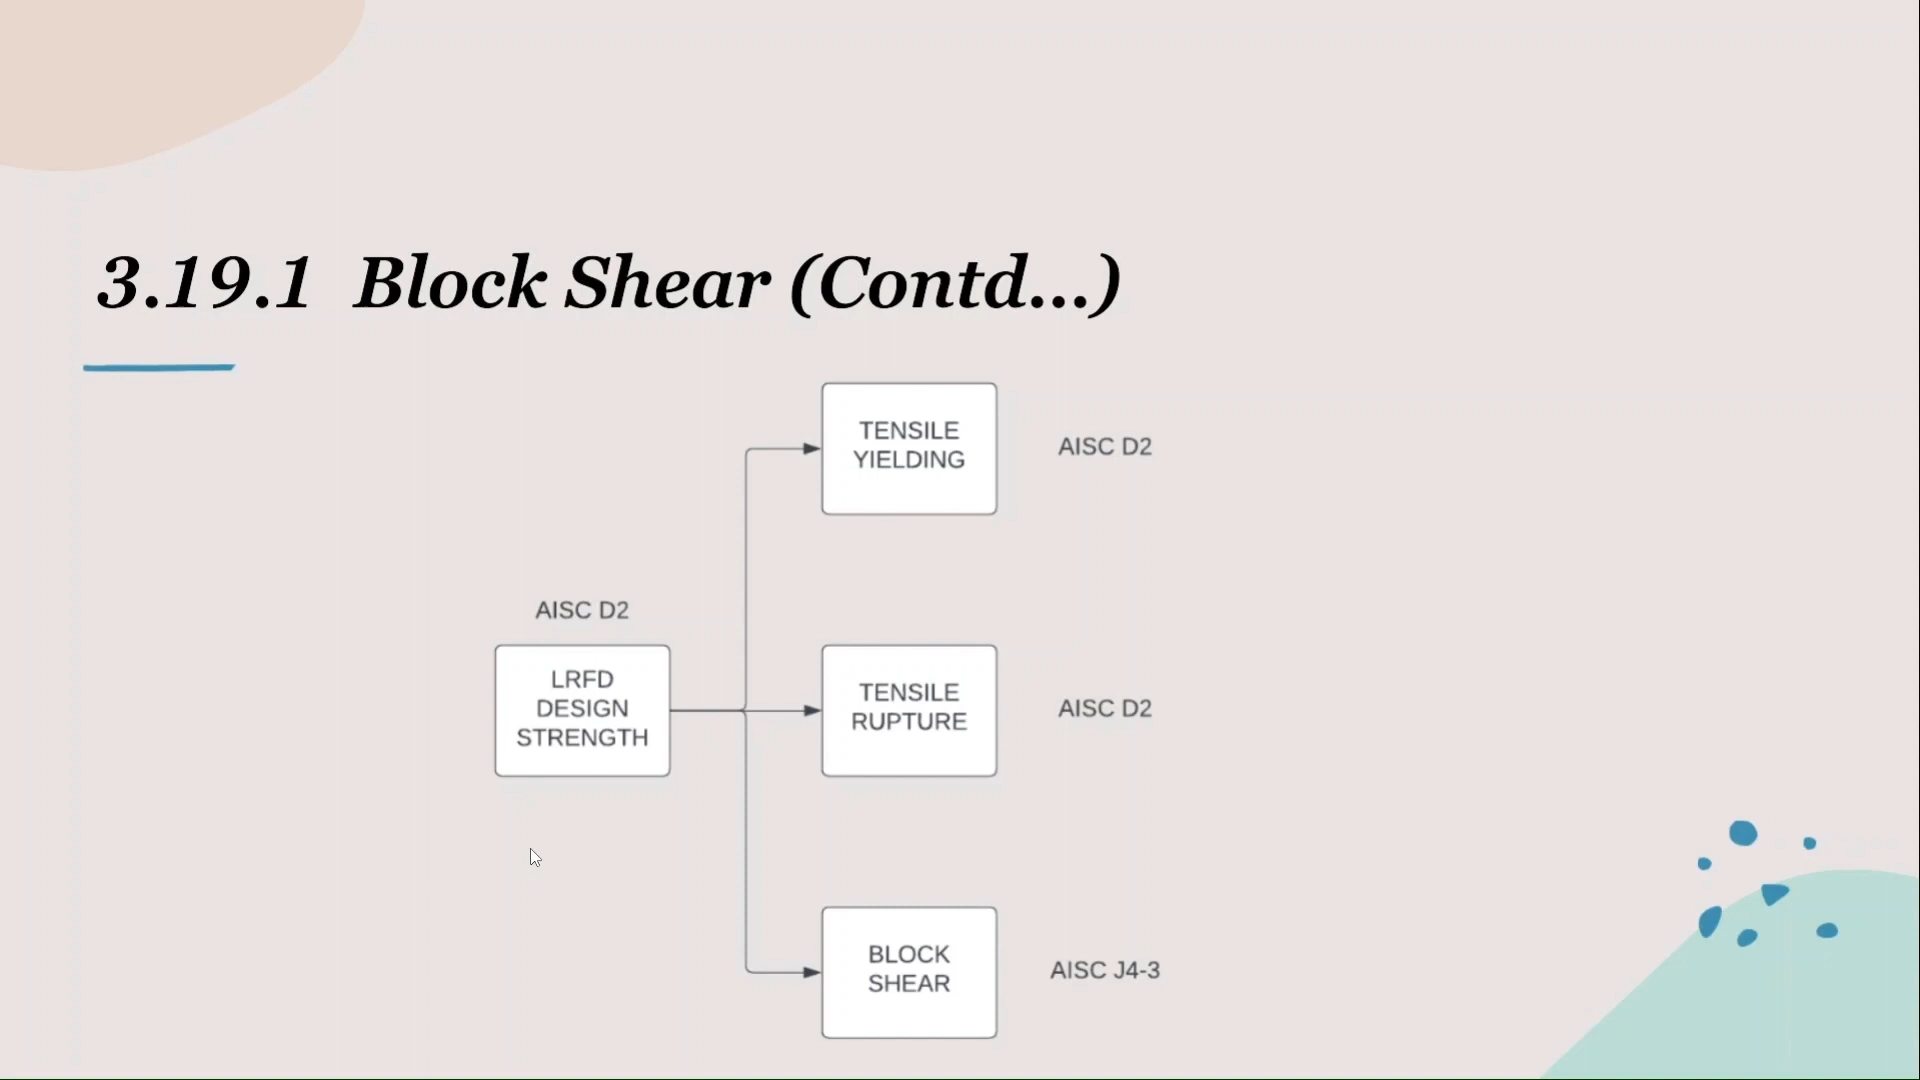 3.19.1 Block Shear (Contd...)
TENSILE
YIELDING
AISC D2
AISC D2
LRFD
DESIGN
STRENGTH
TENSILE
RUPTURE
AISC D2
BLOCK
SHEAR
AISC J4-3